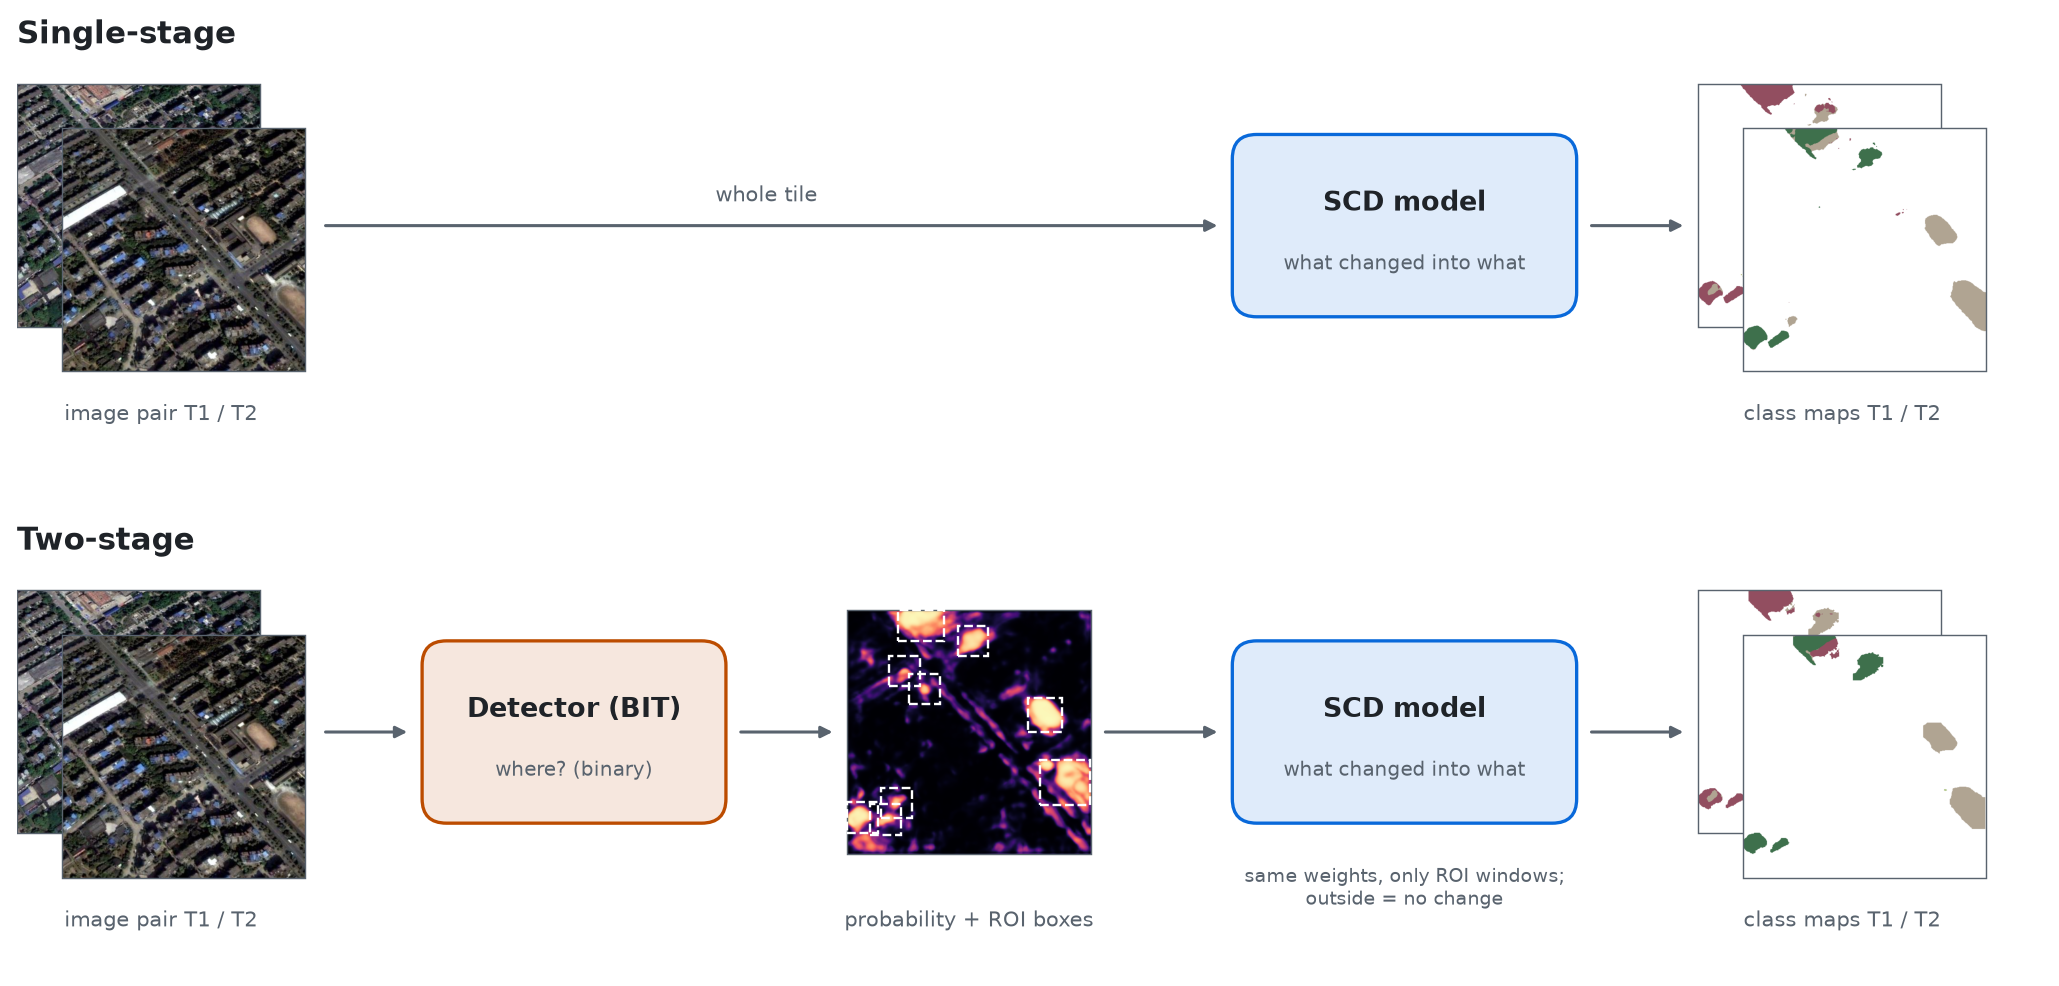 Single-stage
whole tile
SCD model
what changed into what
image pair T1 / T2
class maps T1 / T2
Two-stage
Detector (BIT)
where? (binary)
SCD model
what changed into what
same weights, only ROI windows;
outside = no change
image pair T1 / T2
probability + ROI boxes
class maps T1 / T2